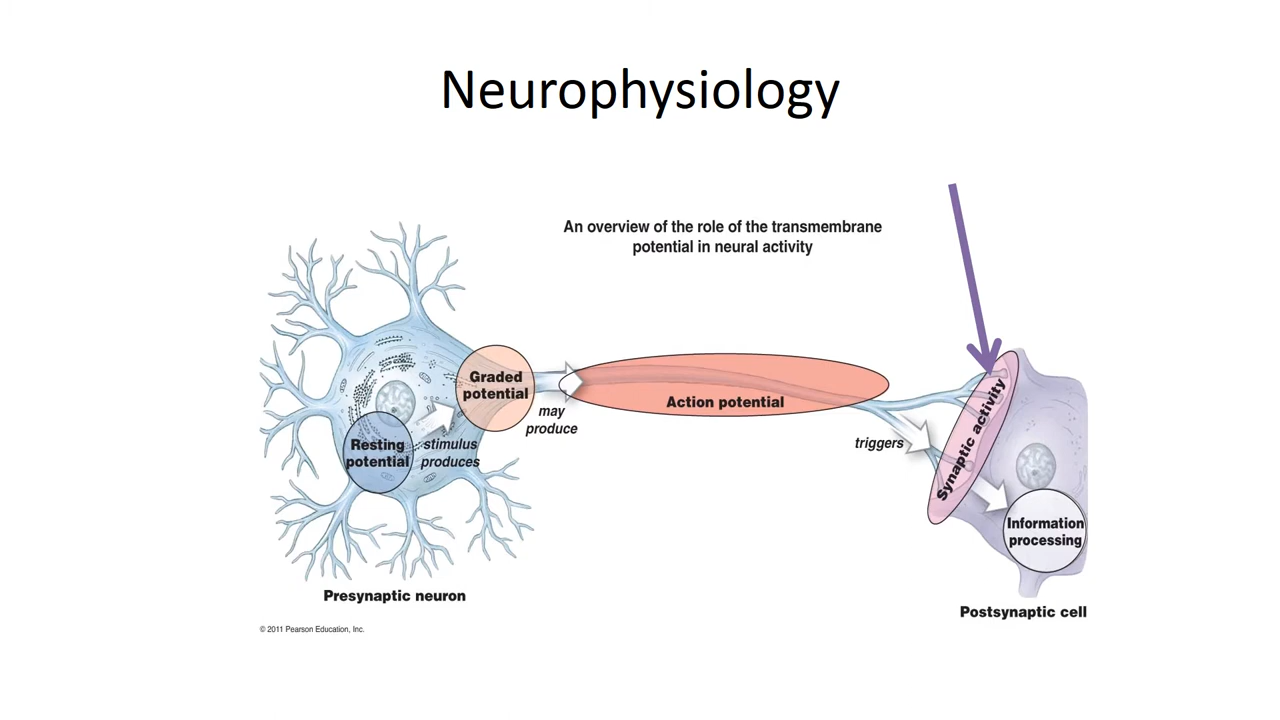 Neurophysiology
An overview of the role of the transmembrane
potential in neural activity
Graded
potential
may
produce
Action potential
Resting
potential
stimulus
produces
triggers
Synaptic activity
Information
processing
Presynaptic neuron
Postsynaptic cell
© 2011 Pearson Education, Inc.